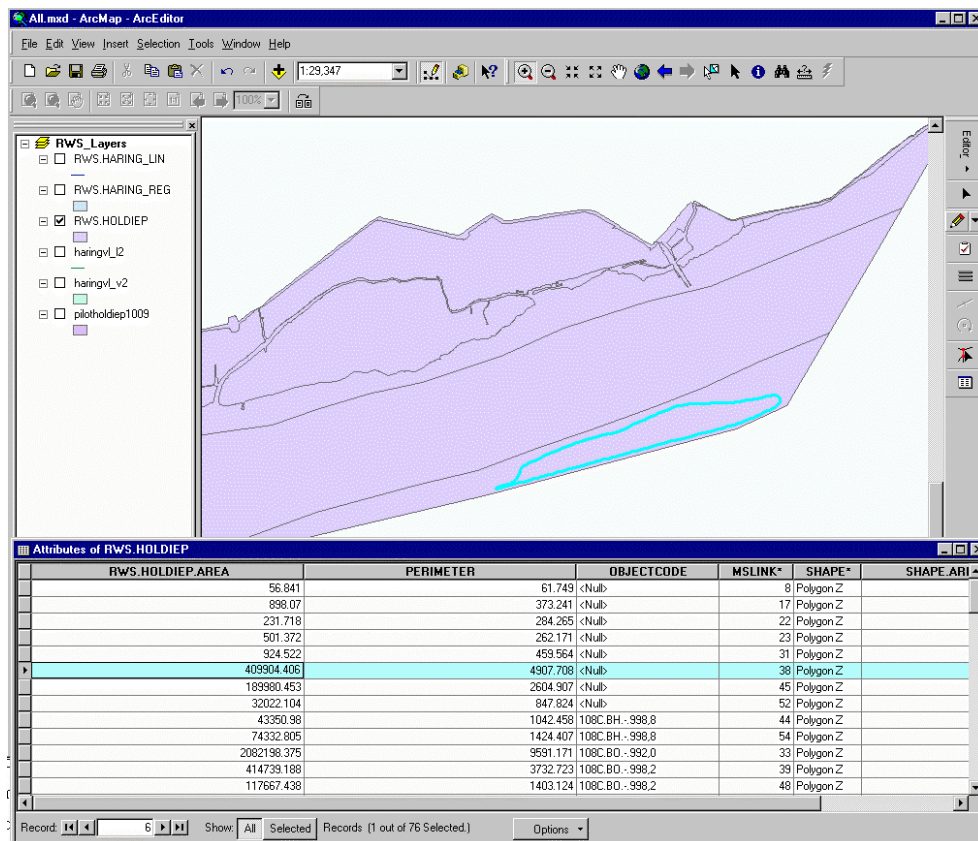 All.mxd - ArcMap - ArcEditor
File Edit View Insert Selection Tools Window Help
1:29,347
100%
RWS_Layers
RWS.HARING_LIN
RWS.HARING_REG
RWS.HOLDIEP
haringvl_l2
haringvl_v2
pilotholdiep1009
Editor
Attributes of RWS.HOLDIEP
RWS.HOLDIEP.AREA PERIMETER OBJECTCODE MSLINK* SHAPE* SHAPE.ARE
56.841 61.749 <Null> 8 Polygon Z
898.07 373.241 <Null> 17 Polygon Z
231.718 284.265 <Null> 22 Polygon Z
501.372 262.171 <Null> 23 Polygon Z
924.522 459.564 <Null> 31 Polygon Z
409904.406 4907.708 <Null> 38 Polygon Z
189980.453 2604.907 <Null> 45 Polygon Z
32022.104 847.824 <Null> 52 Polygon Z
43350.98 1042.458 108C.BH.-.998,8 44 Polygon Z
74332.805 1424.407 108C.BH.-.998,8 54 Polygon Z
2082198.375 9591.171 108C.BO.-.992,0 33 Polygon Z
414739.188 3732.723 108C.BO.-.998,2 39 Polygon Z
117667.438 1403.124 108C.BO.-.998,2 48 Polygon Z
Record: 6 Show: All Selected Records (1 out of 76 Selected.) Options